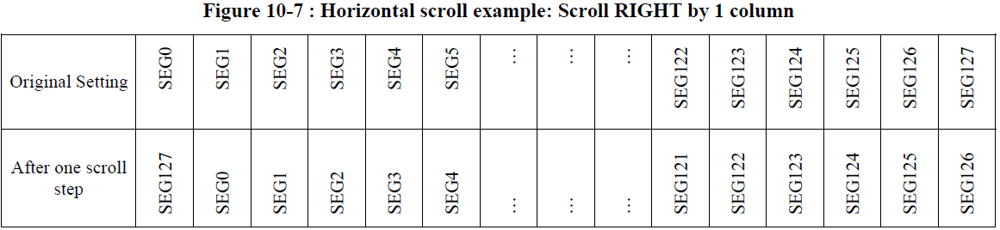 Figure 10-7 : Horizontal scroll example: Scroll RIGHT by 1 column
Original Setting SEG0 SEG1 SEG2 SEG3 SEG4 SEG5 … … … SEG122 SEG123 SEG124 SEG125 SEG126 SEG127
After one scroll
step SEG127 SEG0 SEG1 SEG2 SEG3 SEG4 … … … SEG121 SEG122 SEG123 SEG124 SEG125 SEG126